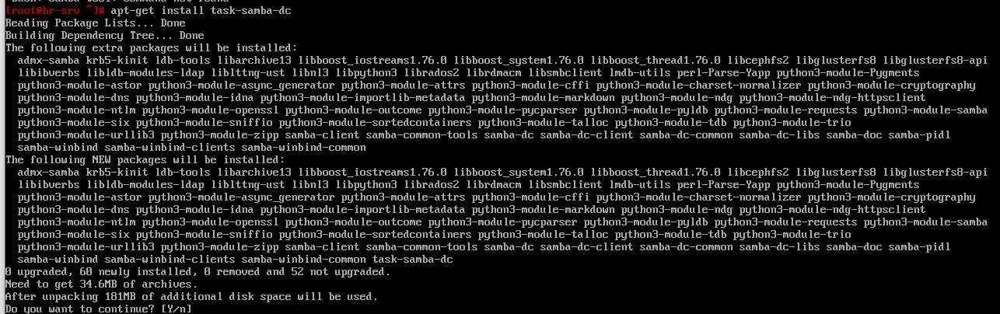 [root@br-srv ~]# apt-get install task-samba-dc
Reading Package Lists... Done
Building Dependency Tree... Done
The following extra packages will be installed:
  admx-samba krb5-kinit ldb-tools libarchive13 libboost_iostreams1.76.0 libboost_system1.76.0 libboost_thread1.76.0 libcephfs2 libglusterfs8 libglusterfs8-api
  libibverbs libldb-modules-ldap liblttng-ust libnl3 libpython3 librados2 librdmacm libsmbclient lmdb-utils perl-Parse-Yapp python3-module-Pygments
  python3-module-astor python3-module-async_generator python3-module-attrs python3-module-cffi python3-module-charset-normalizer python3-module-cryptography
  python3-module-dns python3-module-idna python3-module-importlib-metadata python3-module-markdown python3-module-ndg python3-module-ndg-httpsclient
  python3-module-ntlm python3-module-openssl python3-module-outcome python3-module-pycparser python3-module-pyldb python3-module-requests python3-module-samba
  python3-module-six python3-module-sniffio python3-module-sortedcontainers python3-module-talloc python3-module-tdb python3-module-trio
  python3-module-urllib3 python3-module-zipp samba-client samba-common-tools samba-dc samba-dc-client samba-dc-common samba-dc-libs samba-doc samba-pidl
  samba-winbind samba-winbind-clients samba-winbind-common
The following NEW packages will be installed:
  admx-samba krb5-kinit ldb-tools libarchive13 libboost_iostreams1.76.0 libboost_system1.76.0 libboost_thread1.76.0 libcephfs2 libglusterfs8 libglusterfs8-api
  libibverbs libldb-modules-ldap liblttng-ust libnl3 libpython3 librados2 librdmacm libsmbclient lmdb-utils perl-Parse-Yapp python3-module-Pygments
  python3-module-astor python3-module-async_generator python3-module-attrs python3-module-cffi python3-module-charset-normalizer python3-module-cryptography
  python3-module-dns python3-module-idna python3-module-importlib-metadata python3-module-markdown python3-module-ndg python3-module-ndg-httpsclient
  python3-module-ntlm python3-module-openssl python3-module-outcome python3-module-pycparser python3-module-pyldb python3-module-requests python3-module-samba
  python3-module-six python3-module-sniffio python3-module-sortedcontainers python3-module-talloc python3-module-tdb python3-module-trio
  python3-module-urllib3 python3-module-zipp samba-client samba-common-tools samba-dc samba-dc-client samba-dc-common samba-dc-libs samba-doc samba-pidl
  samba-winbind samba-winbind-clients samba-winbind-common task-samba-dc
0 upgraded, 60 newly installed, 0 removed and 52 not upgraded.
Need to get 34.6MB of archives.
After unpacking 181MB of additional disk space will be used.
Do you want to continue? [Y/n]